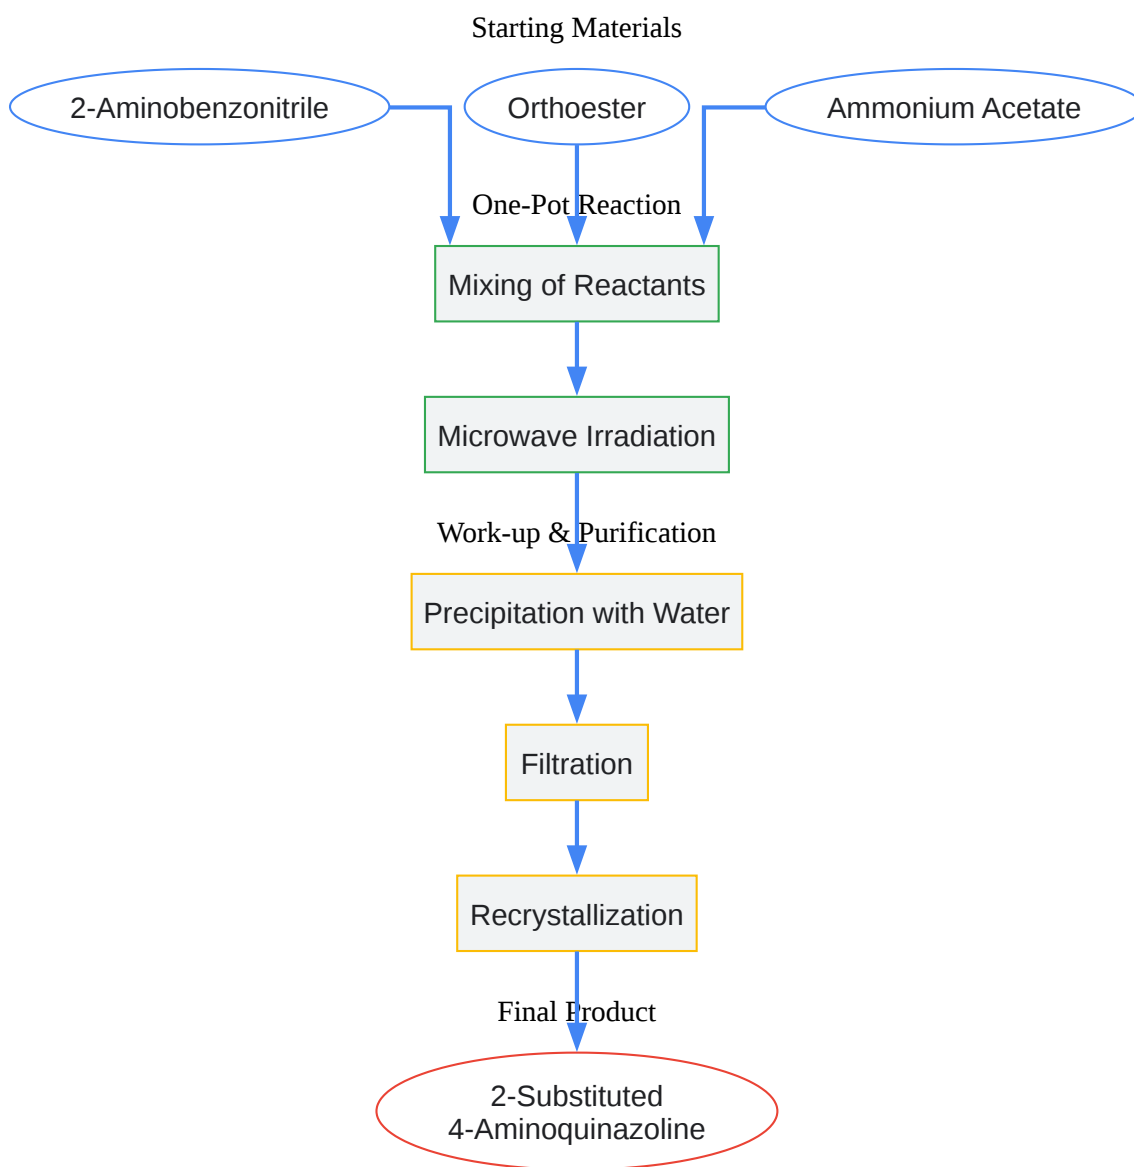 Starting Materials
2-Aminobenzonitrile
Orthoester
Ammonium Acetate
One-Pot Reaction
Mixing of Reactants
Microwave Irradiation
Work-up & Purification
Precipitation with Water
Filtration
Recrystallization
Final Product
2-Substituted
4-Aminoquinazoline